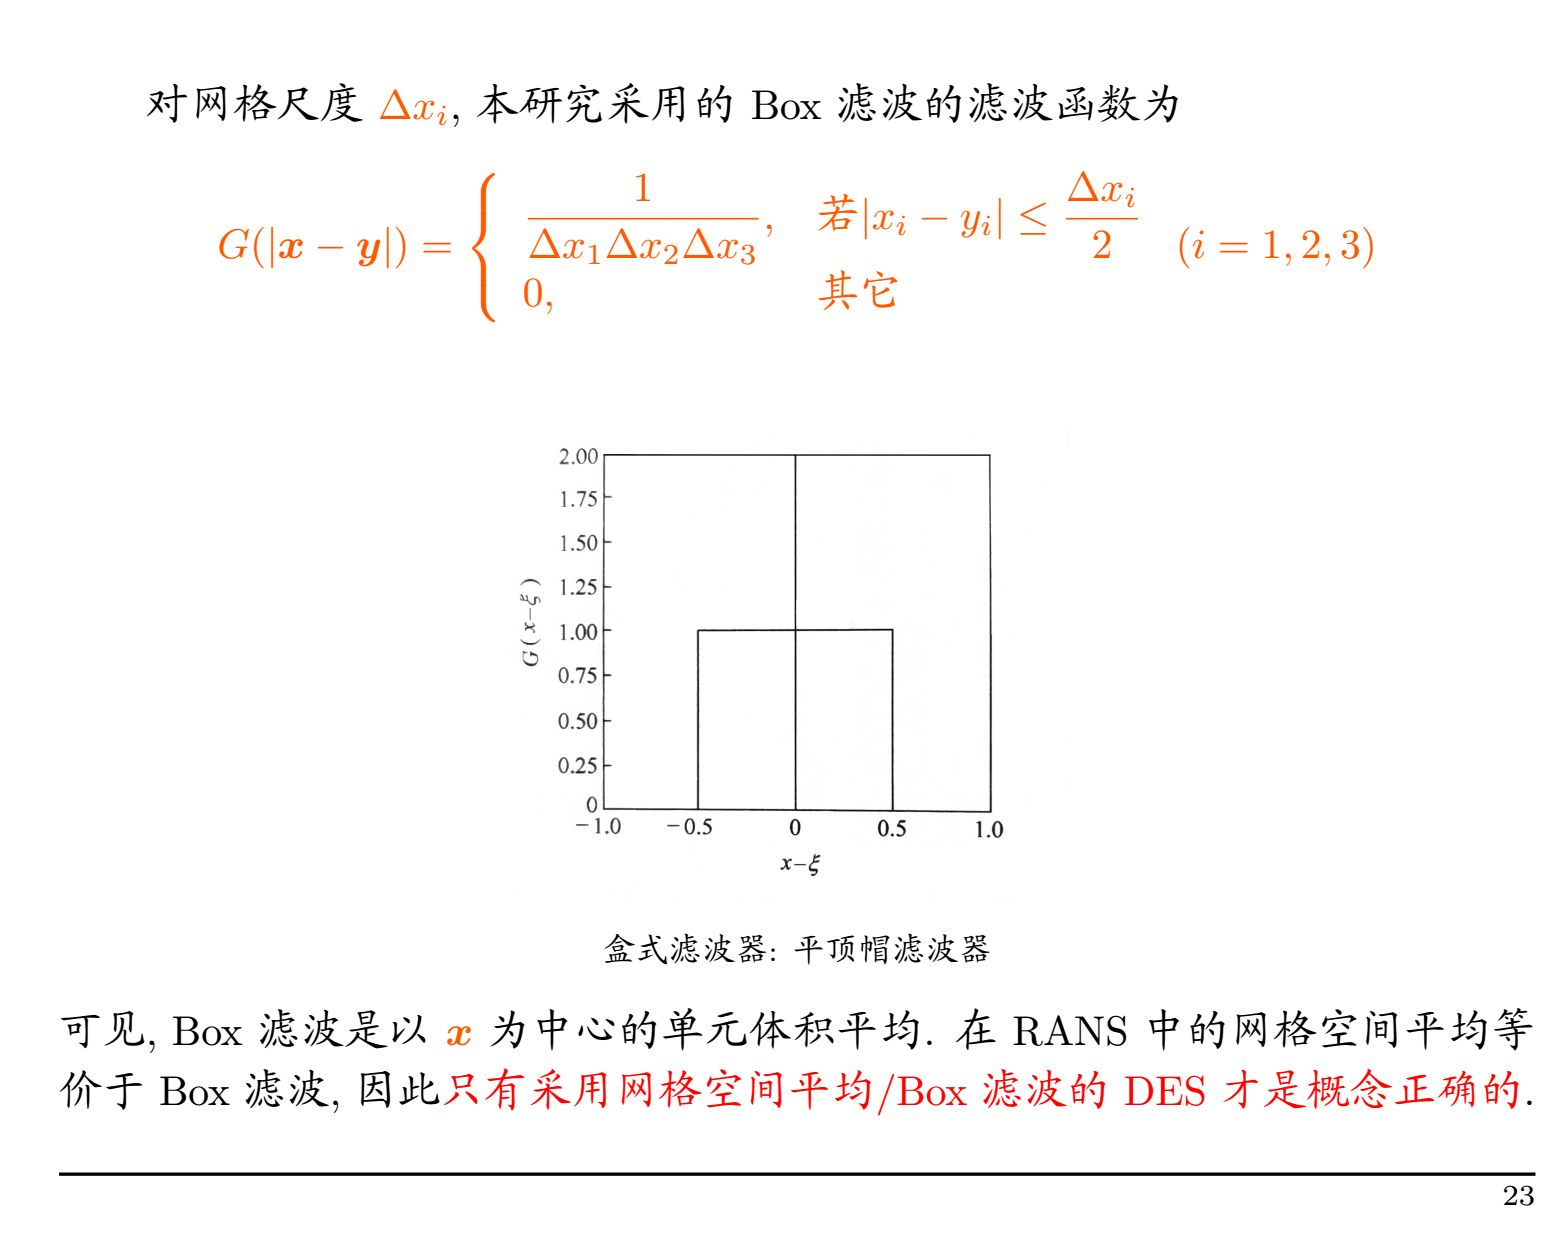 对网格尺度 Δx_i, 本研究采用的 Box 滤波的滤波函数为
G(|x − y|) = { 1/(Δx_1Δx_2Δx_3), 若|x_i − y_i| ≤ Δx_i/2 (i = 1, 2, 3)
0, 其它
2.00
1.75
1.50
1.25
1.00
0.75
0.50
0.25
0
G(x−ξ)
−1.0 −0.5 0 0.5 1.0
x−ξ
盒式滤波器: 平顶帽滤波器
可见, Box 滤波是以 x 为中心的单元体积平均. 在 RANS 中的网格空间平均等
价于 Box 滤波, 因此只有采用网格空间平均/Box 滤波的 DES 才是概念正确的.
23